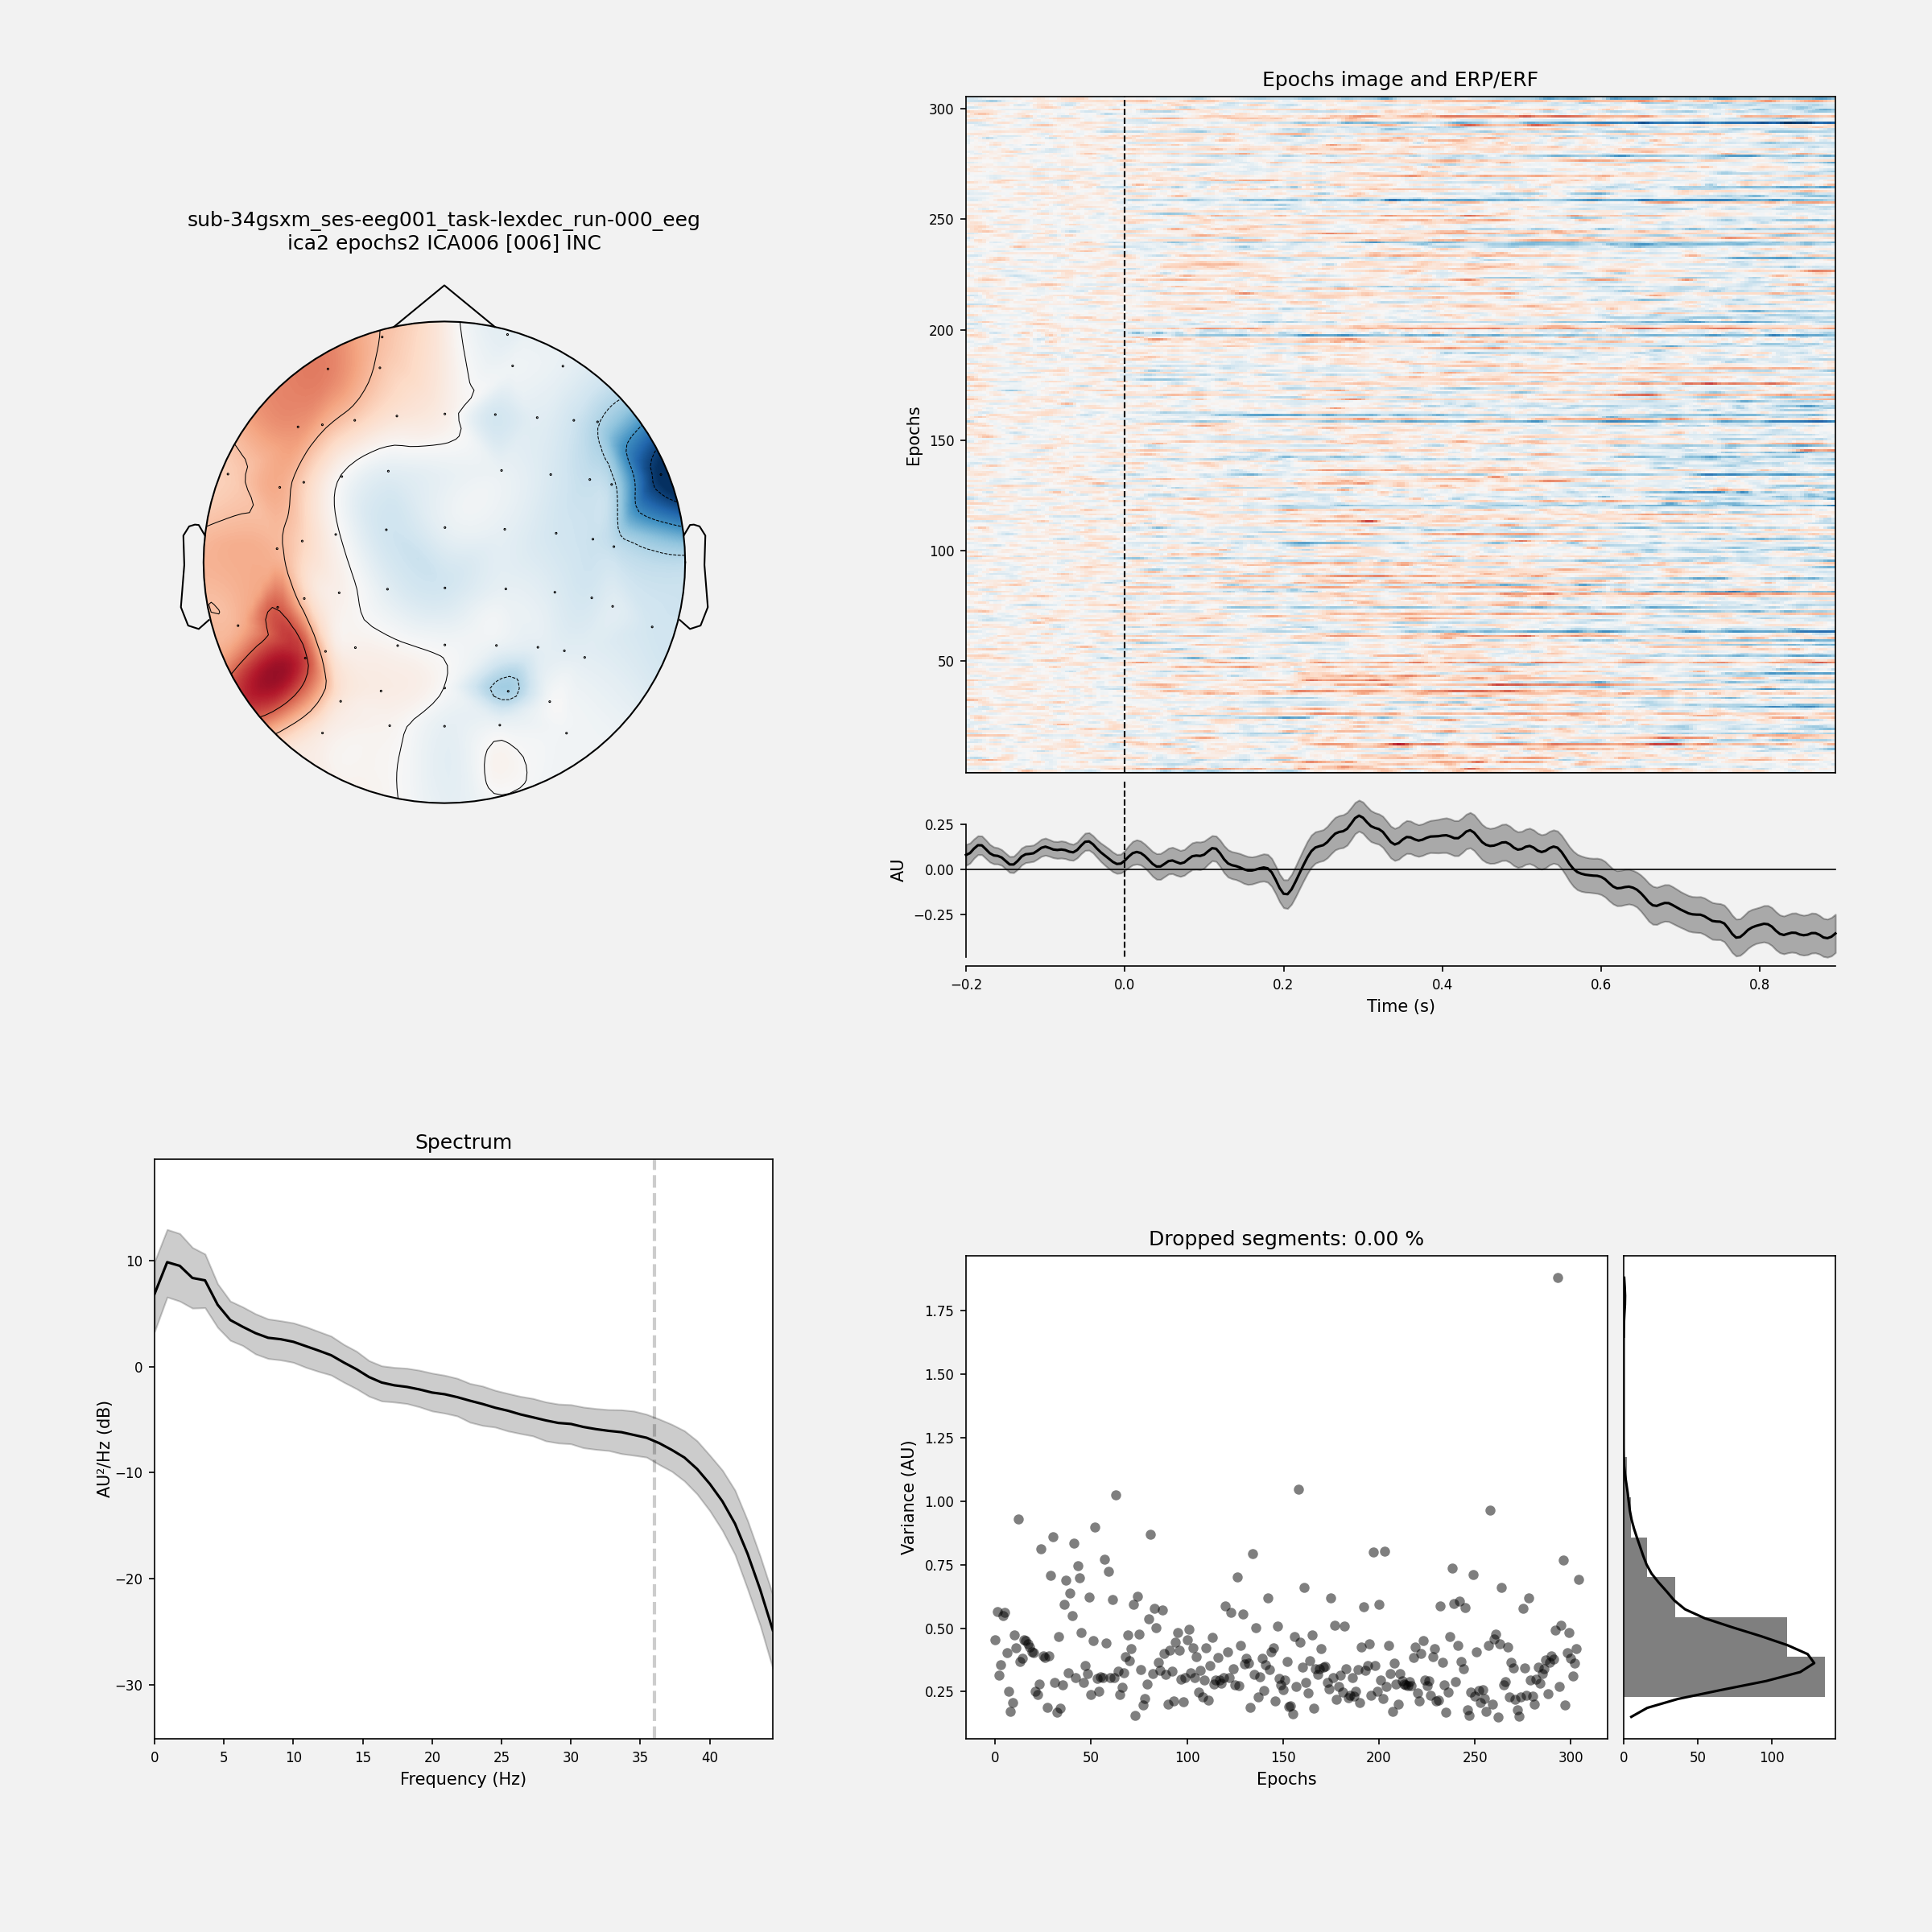 sub-34gsxm_ses-eeg001_task-lexdec_run-000_eeg
ica2 epochs2 ICA006 [006] INC
Epochs image and ERP/ERF
300
250
200
150
100
50
Epochs
0.25
0.00
−0.25
AU
−0.2 0.0 0.2 0.4 0.6 0.8
Time (s)
Spectrum
10
0
−10
−20
−30
AU²/Hz (dB)
0 5 10 15 20 25 30 35 40
Frequency (Hz)
Dropped segments: 0.00 %
1.75
1.50
1.25
1.00
0.75
0.50
0.25
Variance (AU)
0 50 100 150 200 250 300
Epochs
0 50 100